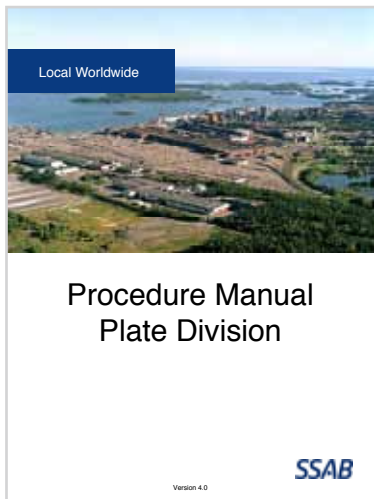 Local Worldwide
Procedure Manual
Plate Division
SSAB
Version 4.0